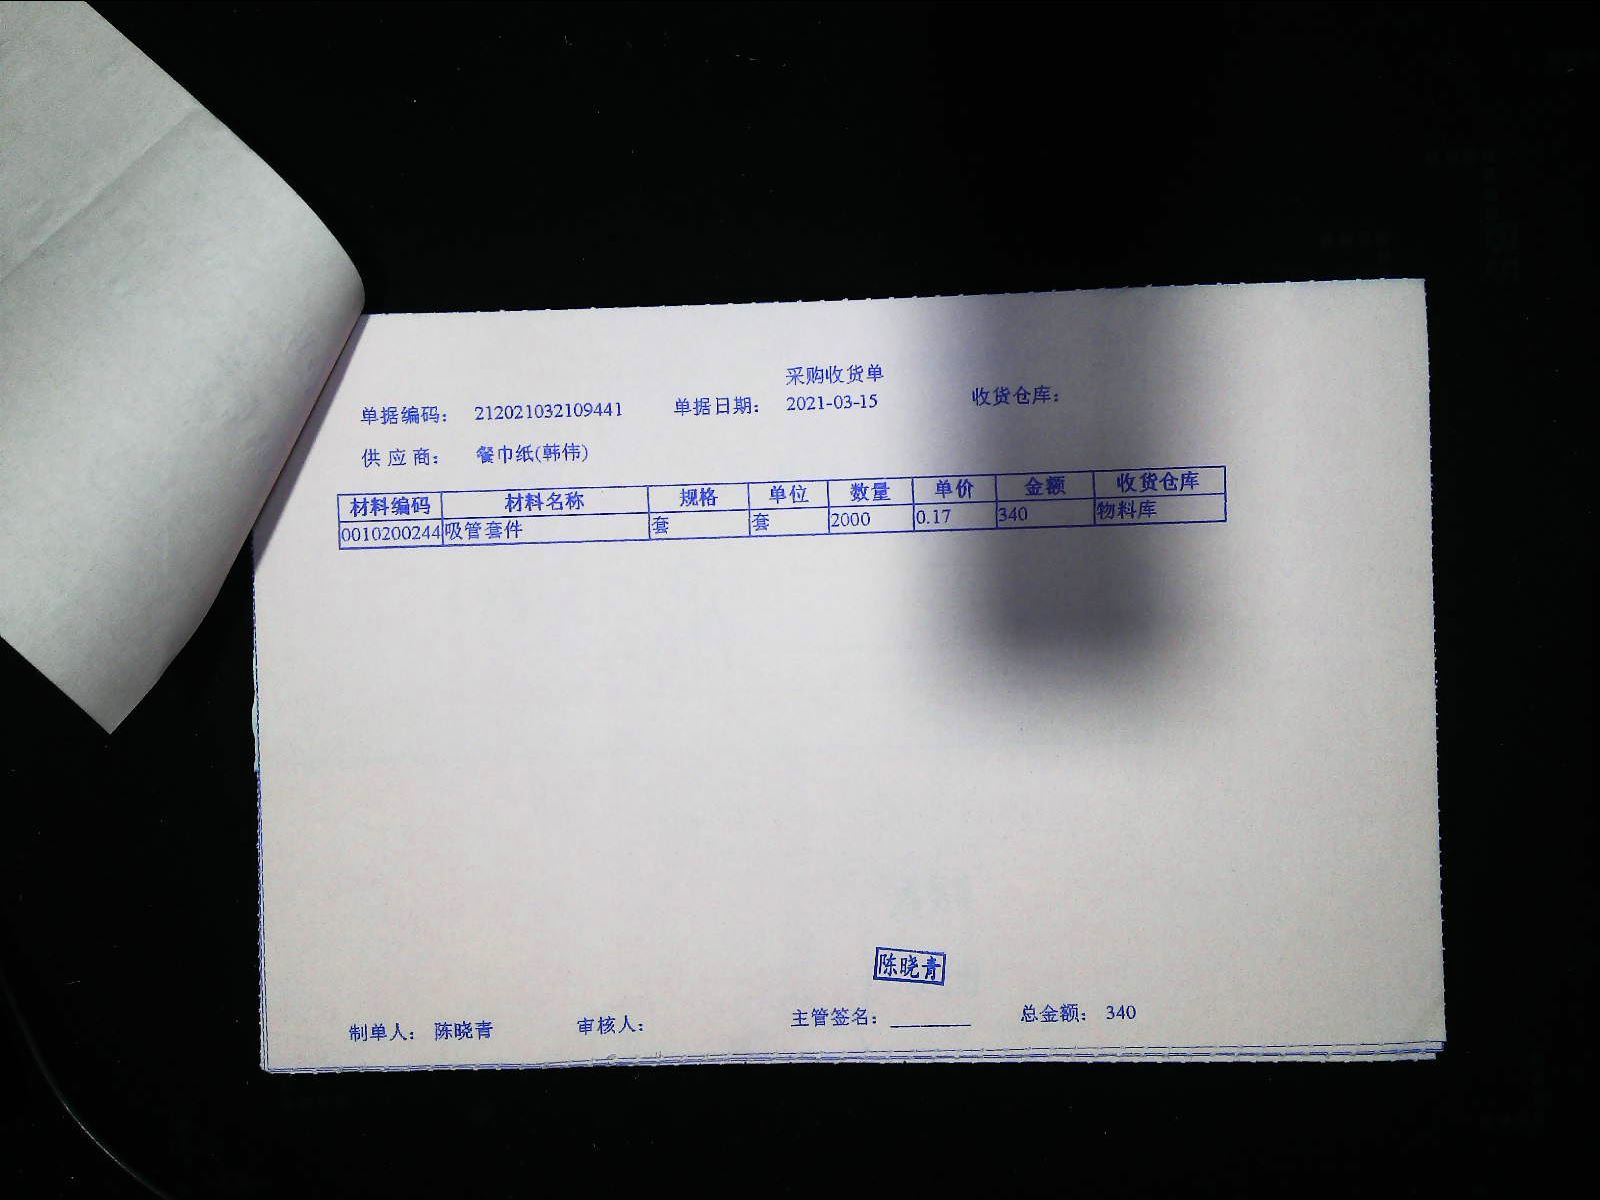 采购收货单
单据编码： 212021032109441 单据日期： 2021-03-15 收货仓库：
供 应 商： 餐巾纸(韩伟)
材料编码 材料名称 规格 单位 数量 单价 金额 收货仓库
0010200244 吸管套件 套 套 2000 0.17 340 物料库
陈晓青
制单人： 陈晓青 审核人： 主管签名： ________ 总金额： 340